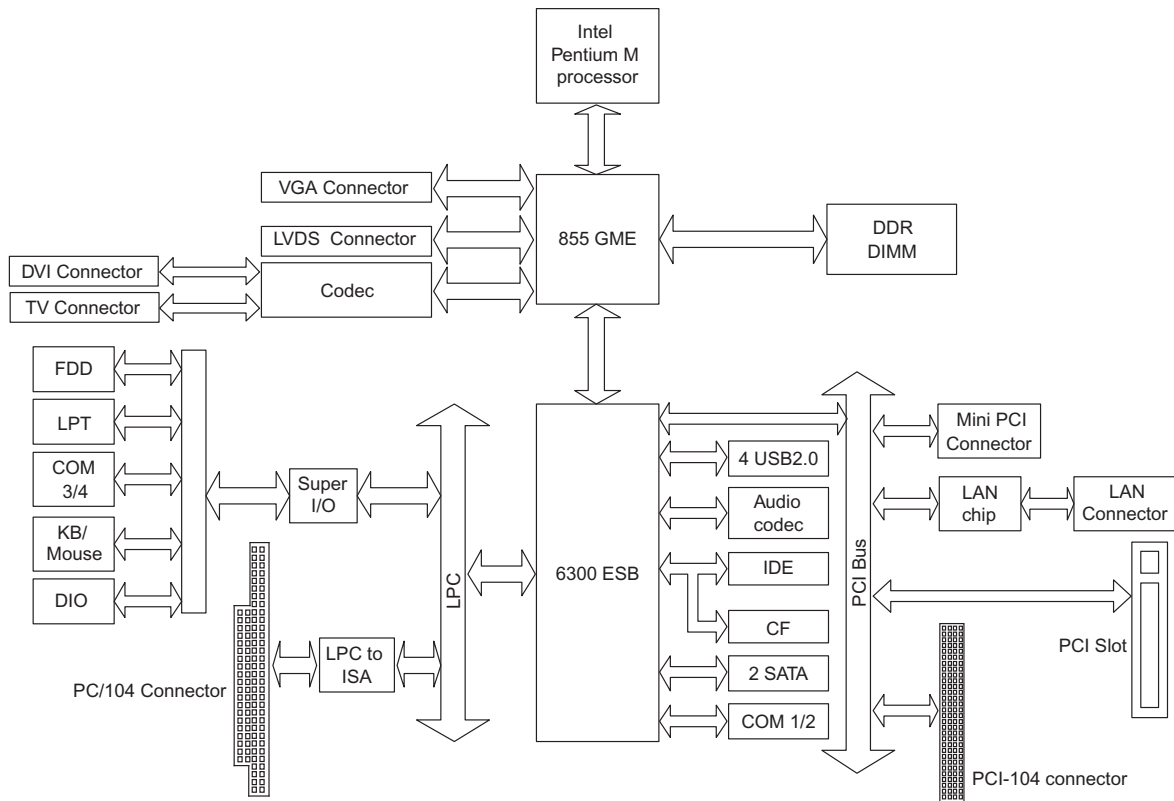 Intel
Pentium M
processor
VGA Connector
LVDS Connector
855 GME
DDR
DIMM
DVI Connector
Codec
TV Connector
FDD
LPT
COM
3/4
KB/
Mouse
DIO
Super
I/O
LPC
LPC to
ISA
PC/104 Connector
6300 ESB
4 USB2.0
Audio
codec
IDE
CF
2 SATA
COM 1/2
PCI Bus
Mini PCI
Connector
LAN
chip
LAN
Connector
PCI Slot
PCI-104 connector